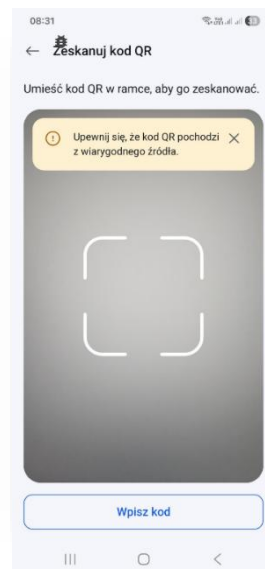 08:31
Zeskanuj kod QR
Umieść kod QR w ramce, aby go zeskanować.
Upewnij się, że kod QR pochodzi
z wiarygodnego źródła.
Wpisz kod